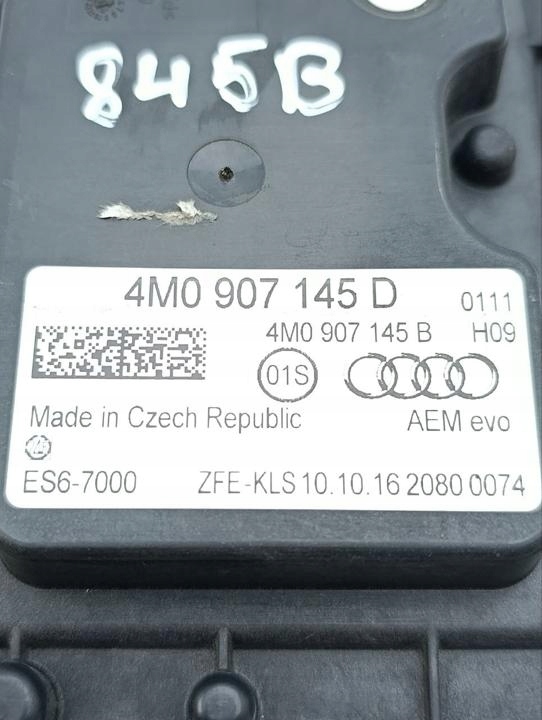 845B
4M0 907 145 D
0111
4M0 907 145 B
H09
01S
Made in Czech Republic
AEM evo
ES6-7000
ZFE-KLS 10.10.16 2080 0074